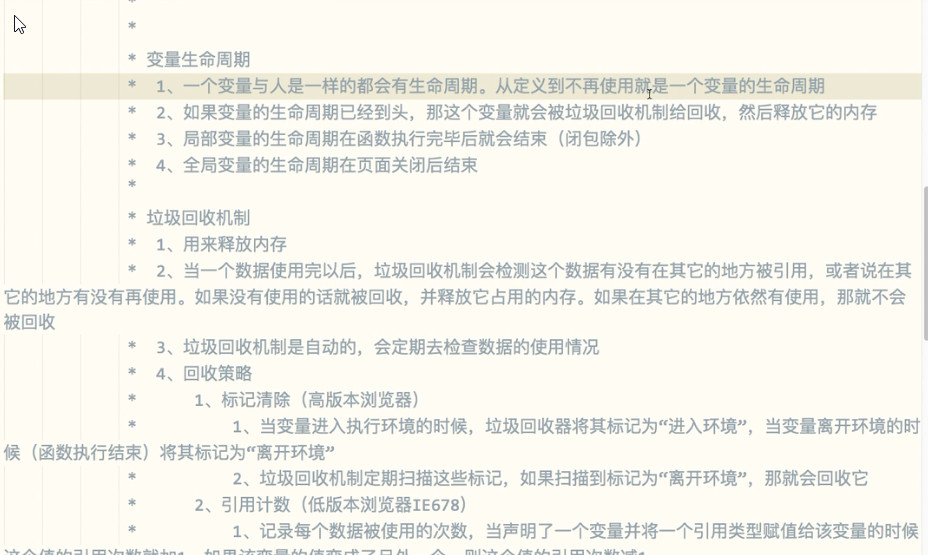 *
*
* 变量生命周期
* 1、一个变量与人是一样的都会有生命周期。从定义到不再使用就是一个变量的生命周期
* 2、如果变量的生命周期已经到头，那这个变量就会被垃圾回收机制给回收，然后释放它的内存
* 3、局部变量的生命周期在函数执行完毕后就会结束（闭包除外）
* 4、全局变量的生命周期在页面关闭后结束
*
* 垃圾回收机制
* 1、用来释放内存
* 2、当一个数据使用完以后，垃圾回收机制会检测这个数据有没有在其它的地方被引用，或者说在其
它的地方有没有再使用。如果没有使用的话就被回收，并释放它占用的内存。如果在其它的地方依然有使用，那就不会
被回收
* 3、垃圾回收机制是自动的，会定期去检查数据的使用情况
* 4、回收策略
* 1、标记清除（高版本浏览器）
* 1、当变量进入执行环境的时候，垃圾回收器将其标记为“进入环境”，当变量离开环境的时
候（函数执行结束）将其标记为“离开环境”
* 2、垃圾回收机制定期扫描这些标记，如果扫描到标记为“离开环境”，那就会回收它
* 2、引用计数（低版本浏览器IE678）
* 1、记录每个数据被使用的次数，当声明了一个变量并将一个引用类型赋值给该变量的时候